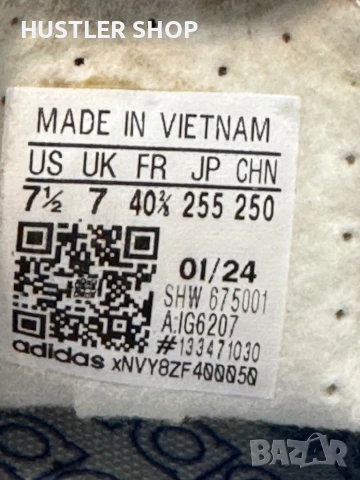 HUSTLER SHOP
MADE IN VIETNAM
US UK FR JP CHN
7½ 7 40⅔ 255 250
01/24
SHW 675001
A:IG6207
#133471030
adidas xNVY8ZF400050
BAZAR